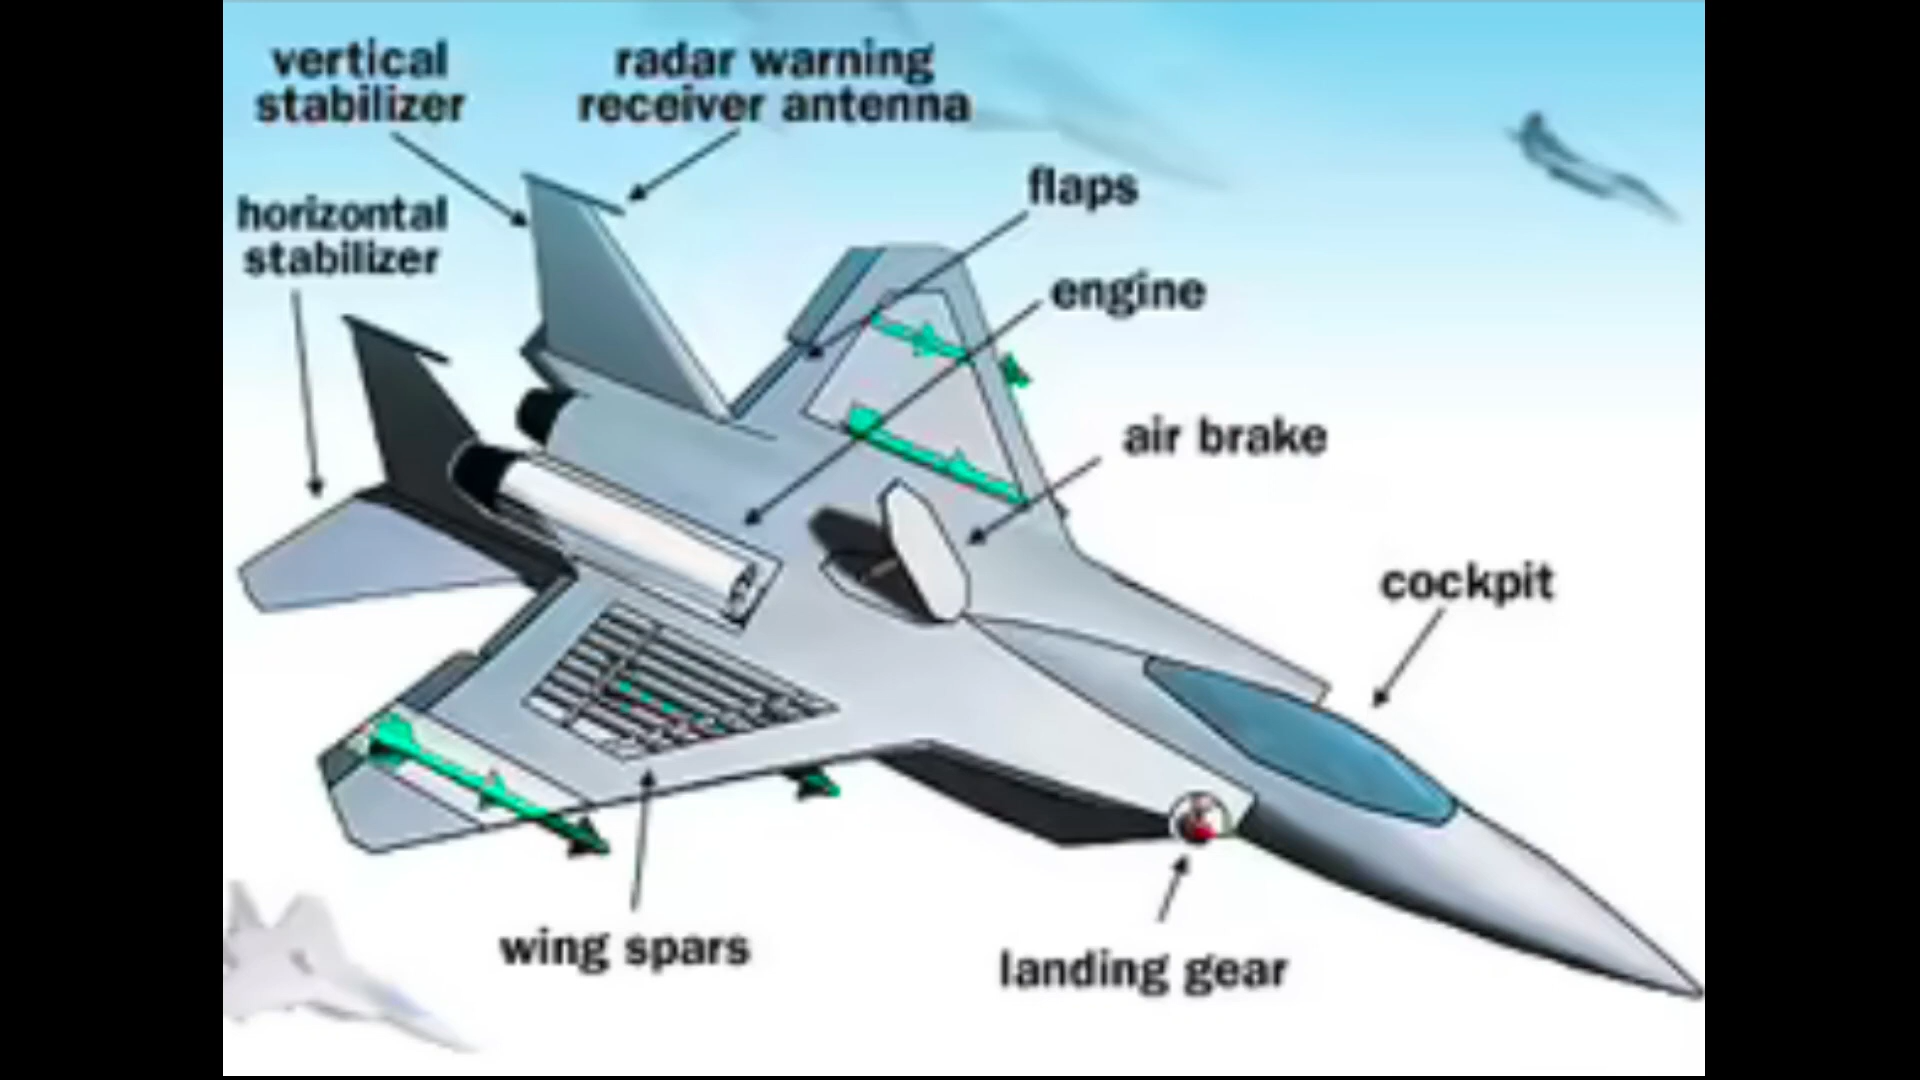 vertical
stabilizer
radar warning
receiver antenna
flaps
horizontal
stabilizer
engine
air brake
cockpit
wing spars
landing gear